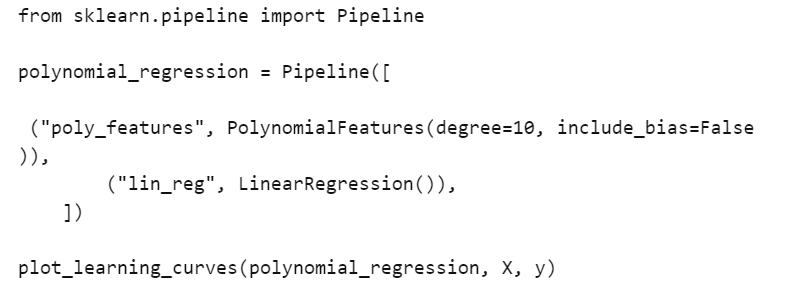 from sklearn.pipeline import Pipeline
polynomial_regression = Pipeline([
("poly_features", PolynomialFeatures(degree=10, include_bias=False
)),
("lin_reg", LinearRegression()),
])
plot_learning_curves(polynomial_regression, X, y)